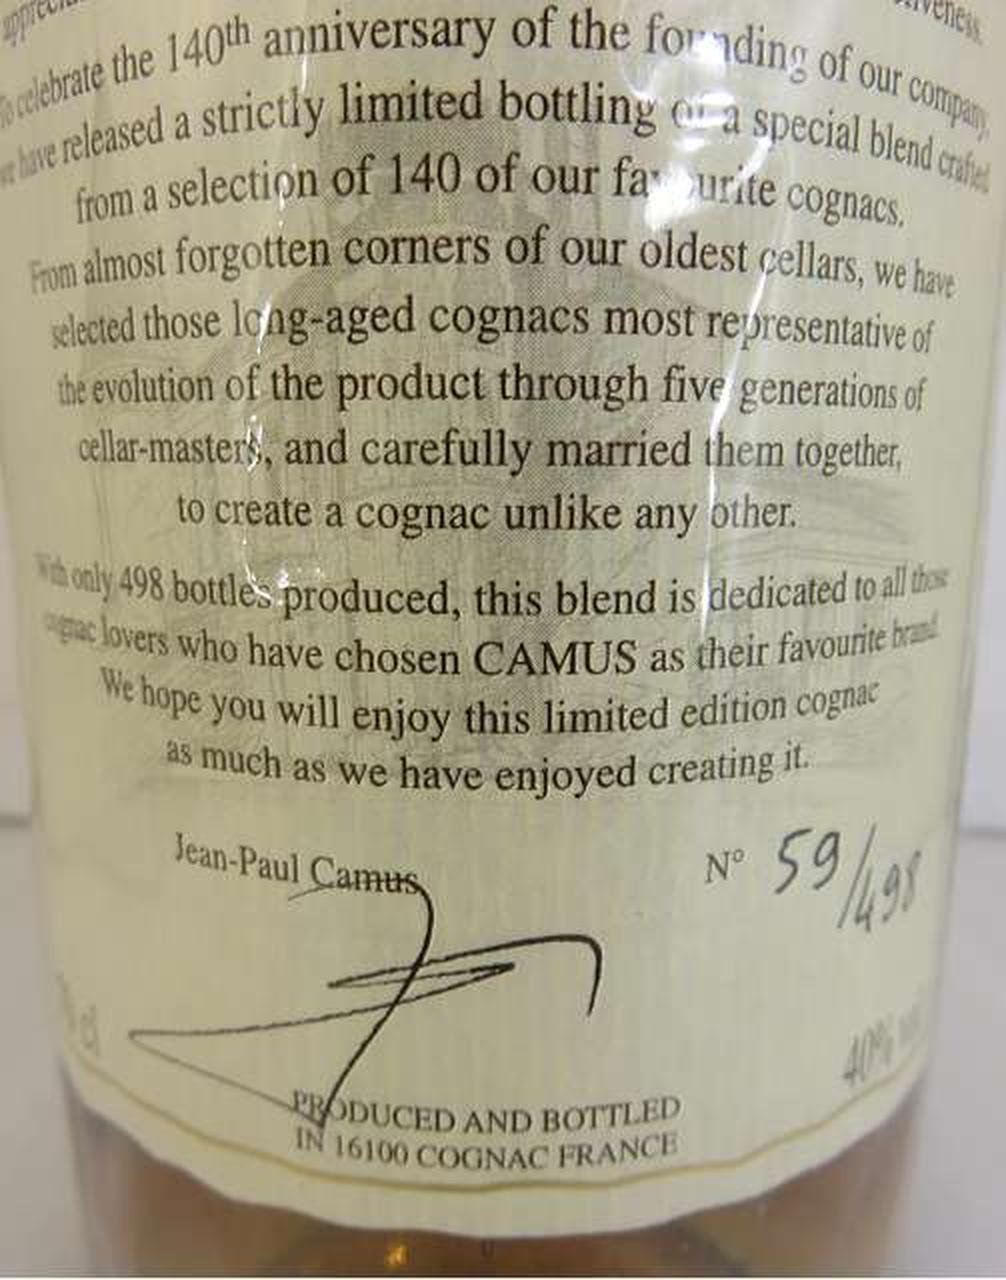 To celebrate the 140th anniversary of the founding of our company,
we have released a strictly limited bottling of a special blend crafted
from a selection of 140 of our favourite cognacs.
From almost forgotten corners of our oldest cellars, we have
selected those long-aged cognacs most representative of
the evolution of the product through five generations of
cellar-masters, and carefully married them together,
to create a cognac unlike any other.
With only 498 bottles produced, this blend is dedicated to all those
cognac lovers who have chosen CAMUS as their favourite brand.
We hope you will enjoy this limited edition cognac
as much as we have enjoyed creating it.
Jean-Paul Camus
N° 59/498
cl
40%
PRODUCED AND BOTTLED
IN 16100 COGNAC FRANCE